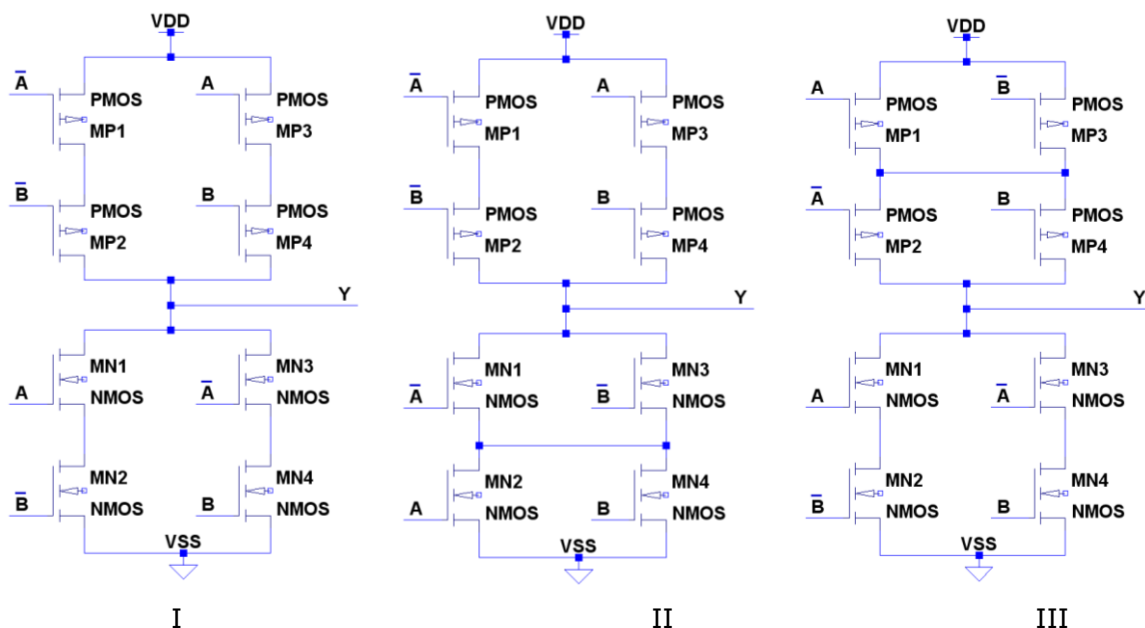 VDD
A̅
PMOS
MP1
A
PMOS
MP3
B̅
PMOS
MP2
B
PMOS
MP4
Y
A
MN1
NMOS
A̅
MN3
NMOS
B̅
MN2
NMOS
B
MN4
NMOS
VSS
I
VDD
A̅
PMOS
MP1
A
PMOS
MP3
B̅
PMOS
MP2
B
PMOS
MP4
Y
A̅
MN1
NMOS
B̅
MN3
NMOS
A
MN2
NMOS
B
MN4
NMOS
VSS
II
VDD
A
PMOS
MP1
B̅
PMOS
MP3
A̅
PMOS
MP2
B
PMOS
MP4
Y
A
MN1
NMOS
A̅
MN3
NMOS
B̅
MN2
NMOS
B
MN4
NMOS
VSS
III